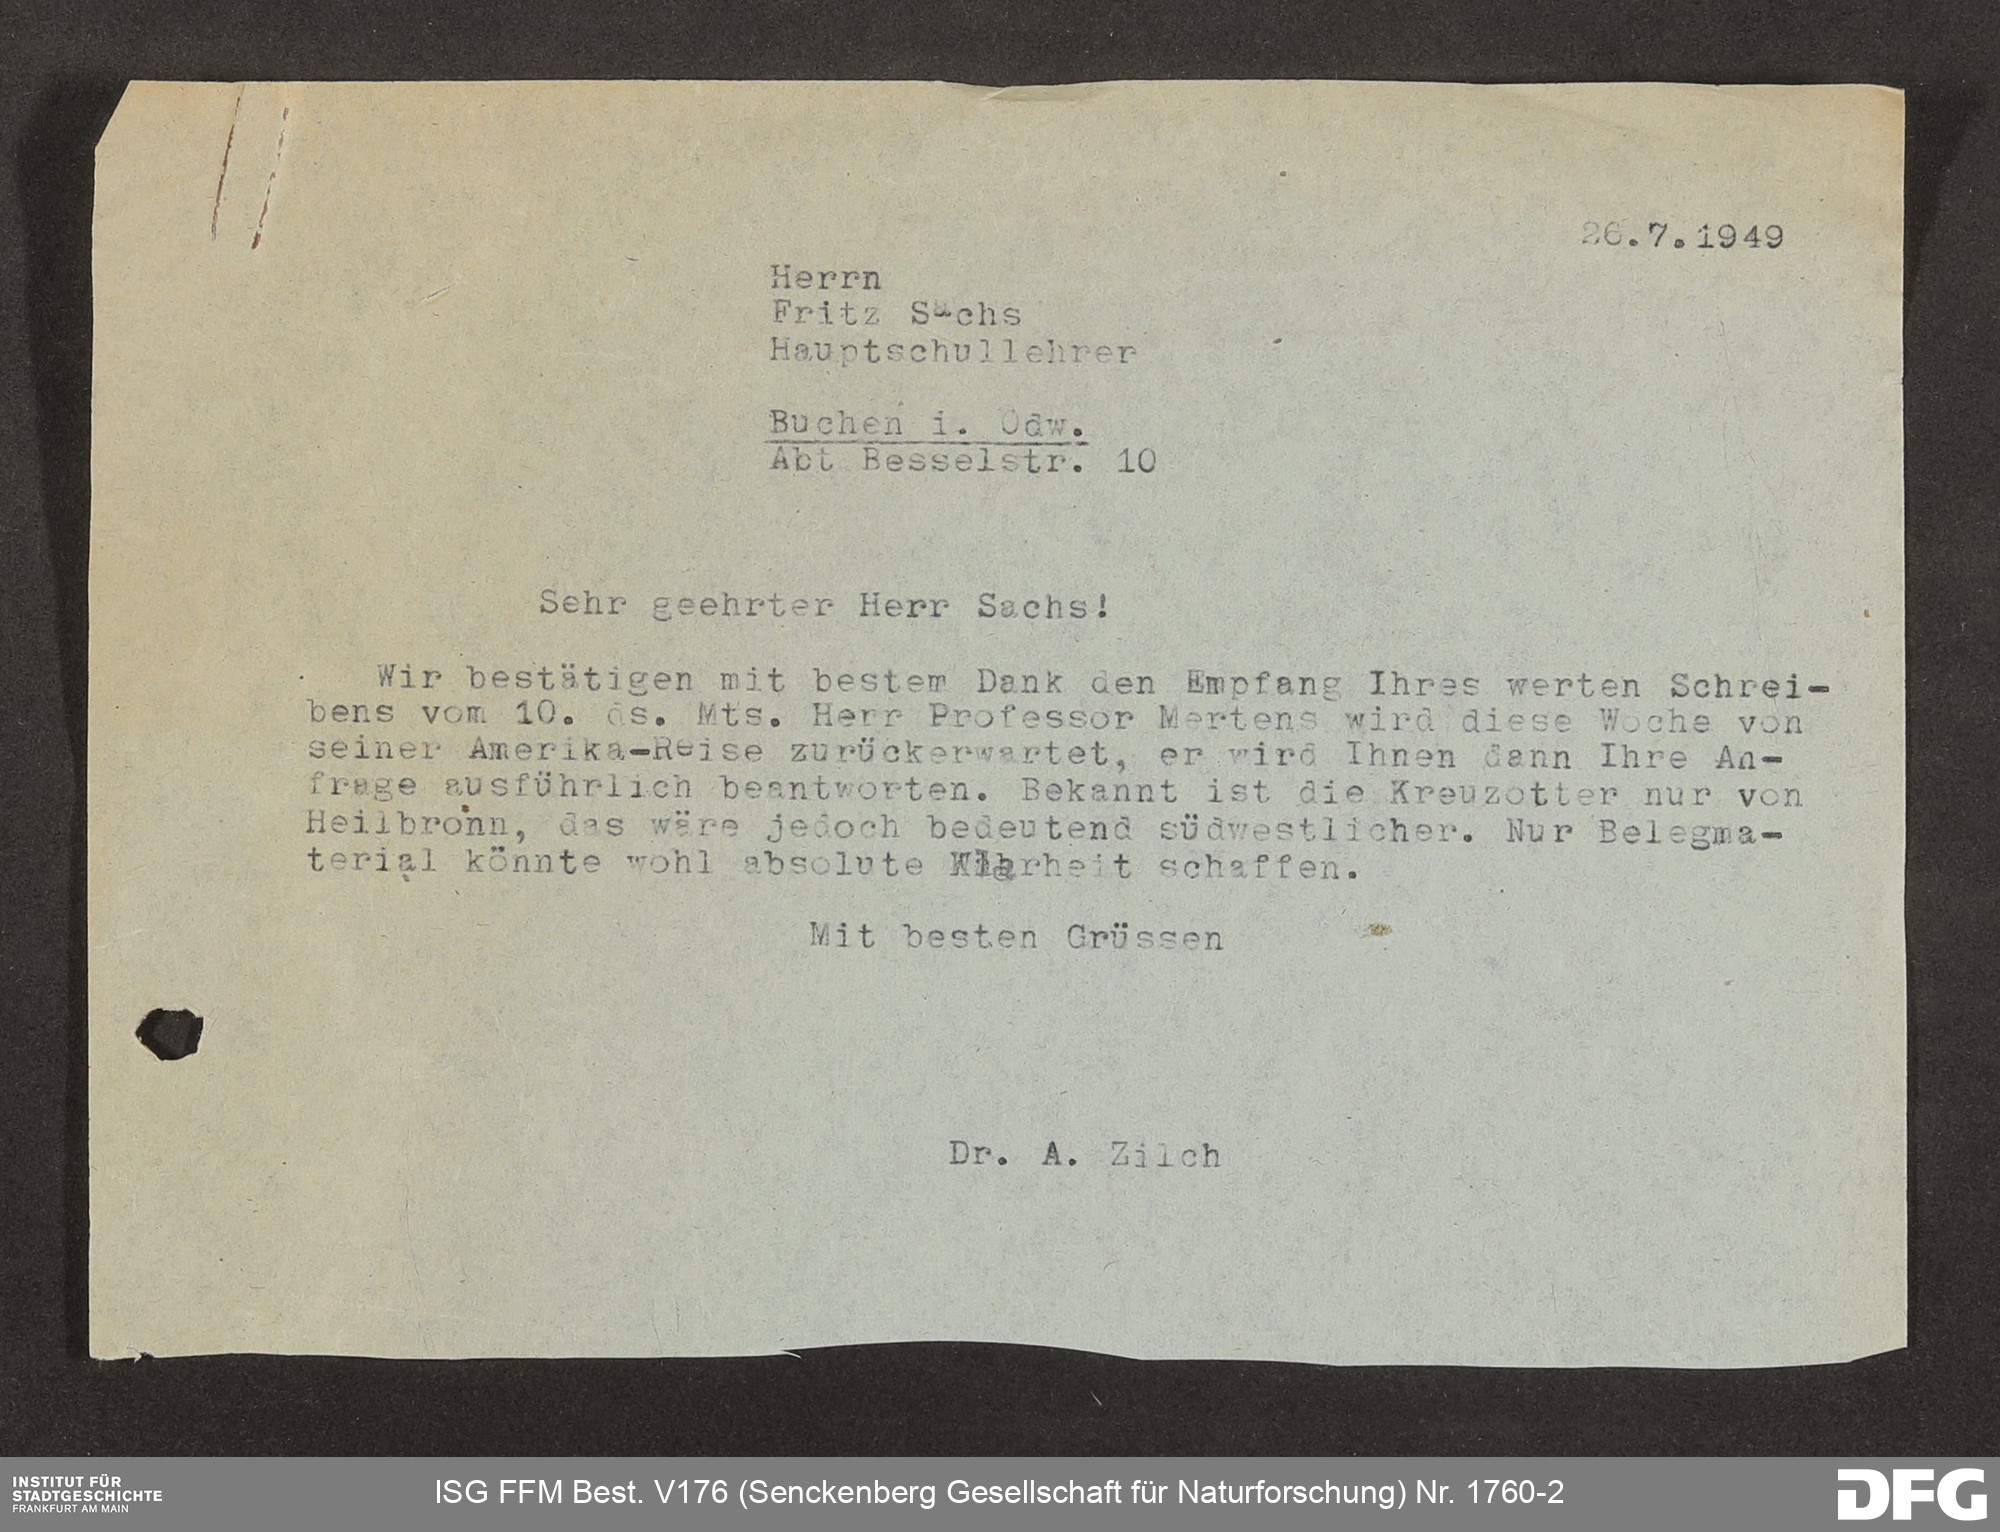 26.7.1949
Herrn
Fritz Sachs
Hauptschullehrer
Buchen i. Odw.
Abt Besselstr. 10
Sehr geehrter Herr Sachs!
Wir bestätigen mit bestem Dank den Empfang Ihres werten Schrei-
bens vom 10. ds. Mts. Herr Professor Mertens wird diese Woche von
seiner Amerika-Reise zurückerwartet, er wird Ihnen dann Ihre An-
frage ausführlich beantworten. Bekannt ist die Kreuzotter nur von
Heilbronn, das wäre jedoch bedeutend südwestlicher. Nur Belegma-
terial könnte wohl absolute Klarheit schaffen.
Mit besten Grüssen
Dr. A. Zilch
INSTITUT FÜR
STADTGESCHICHTE
FRANKFURT AM MAIN
ISG FFM Best. V176 (Senckenberg Gesellschaft für Naturforschung) Nr. 1760-2
DFG